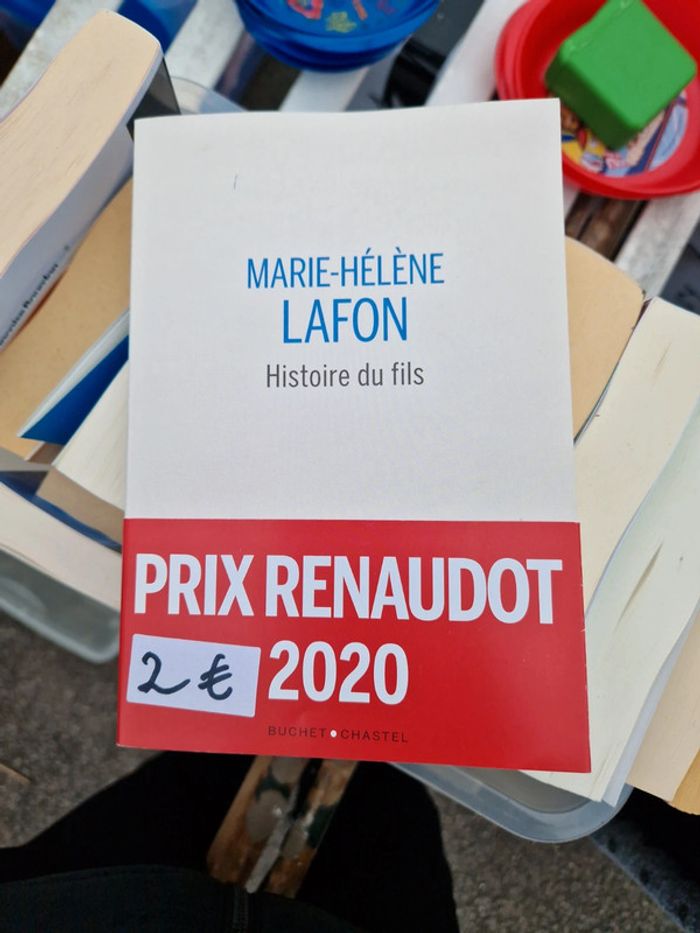 MARIE-HÉLÈNE
LAFON
Histoire du fils
PRIX RENAUDOT
2 € 2020
BUCHET • CHASTEL